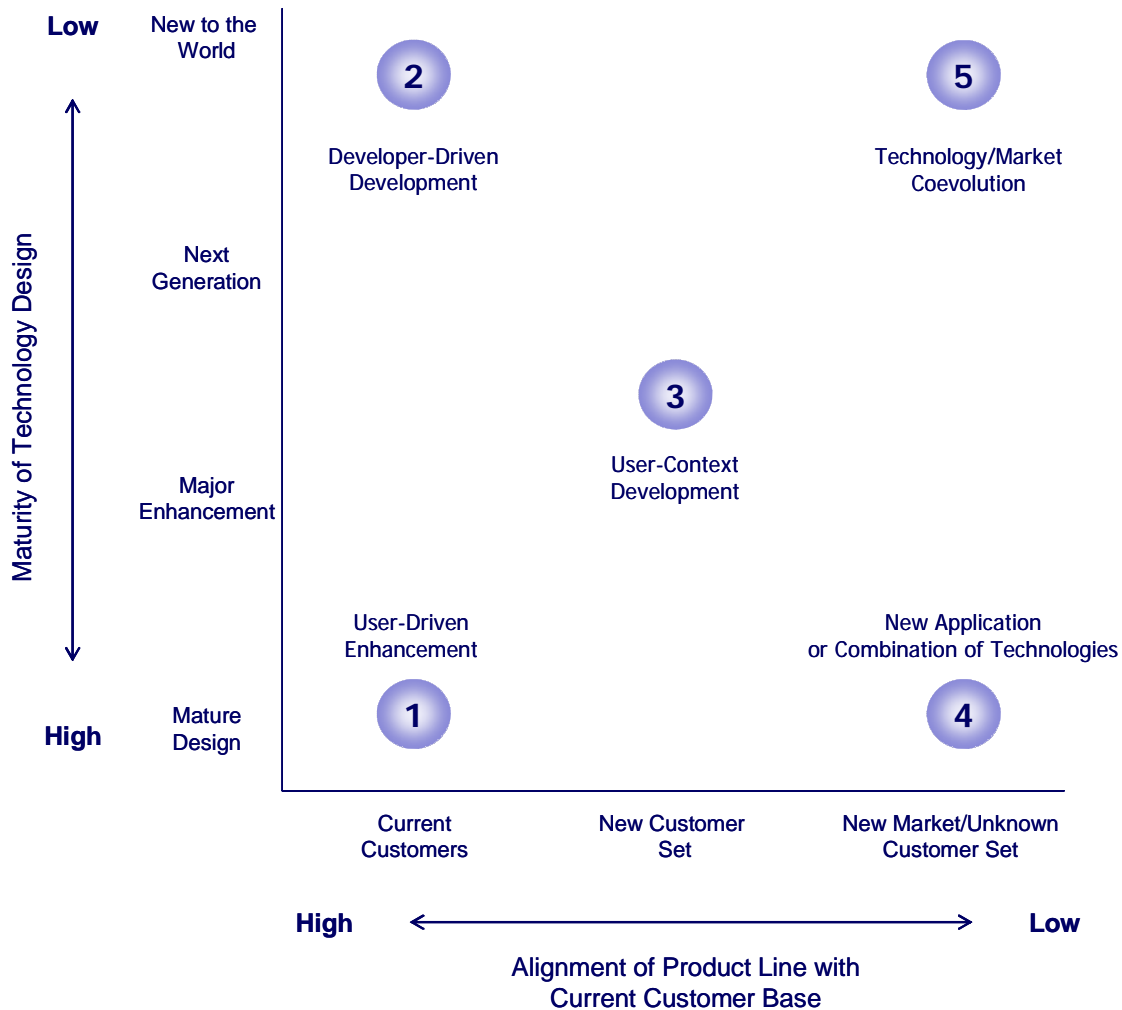 Low
New to the
World
2
5
Developer-Driven
Development
Technology/Market
Coevolution
Maturity of Technology Design
Next
Generation
3
User-Context
Development
Major
Enhancement
User-Driven
Enhancement
New Application
or Combination of Technologies
High
Mature
Design
1
4
Current
Customers
New Customer
Set
New Market/Unknown
Customer Set
High
Low
Alignment of Product Line with
Current Customer Base